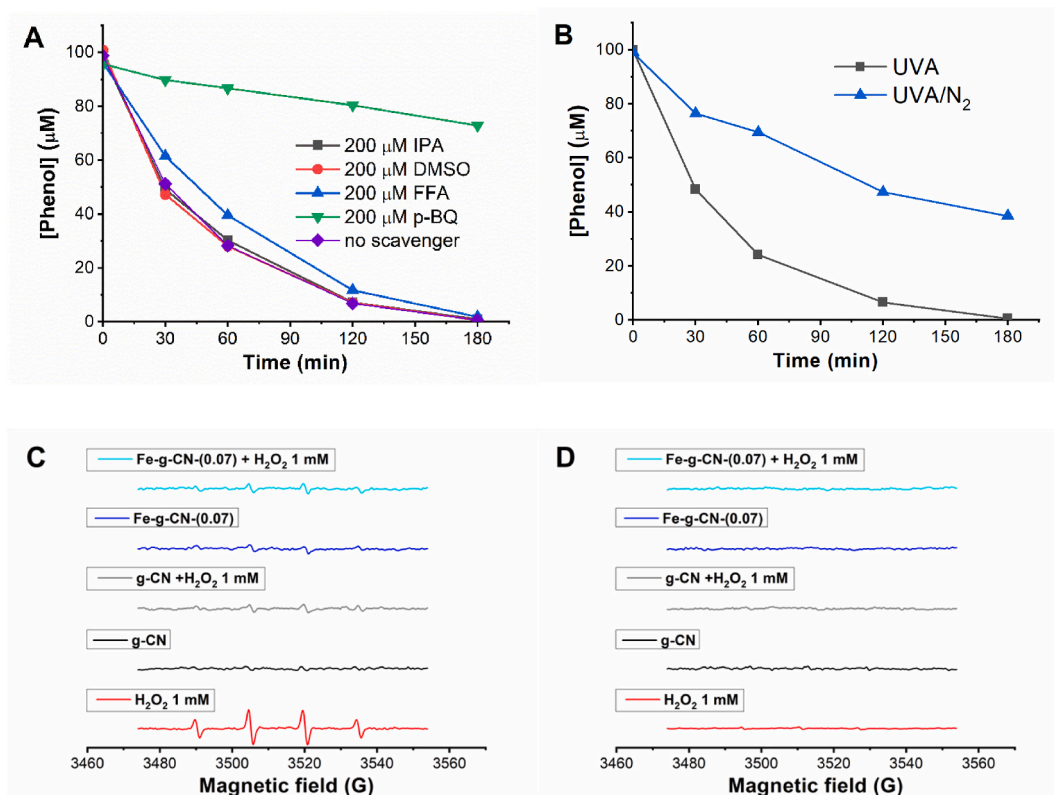 A
100
80
60
40
20
0
[Phenol] (μM)
200 μM IPA
200 μM DMSO
200 μM FFA
200 μM p-BQ
no scavenger
0 30 60 90 120 150 180
Time (min)
B
100
80
60
40
20
0
[Phenol] (μM)
UVA
UVA/N₂
0 30 60 90 120 150 180
Time (min)
C
Fe-g-CN-(0.07) + H₂O₂ 1 mM
Fe-g-CN-(0.07)
g-CN +H₂O₂ 1 mM
g-CN
H₂O₂ 1 mM
3460 3480 3500 3520 3540 3560
Magnetic field (G)
D
Fe-g-CN-(0.07) + H₂O₂ 1 mM
Fe-g-CN-(0.07)
g-CN +H₂O₂ 1 mM
g-CN
H₂O₂ 1 mM
3460 3480 3500 3520 3540 3560
Magnetic field (G)